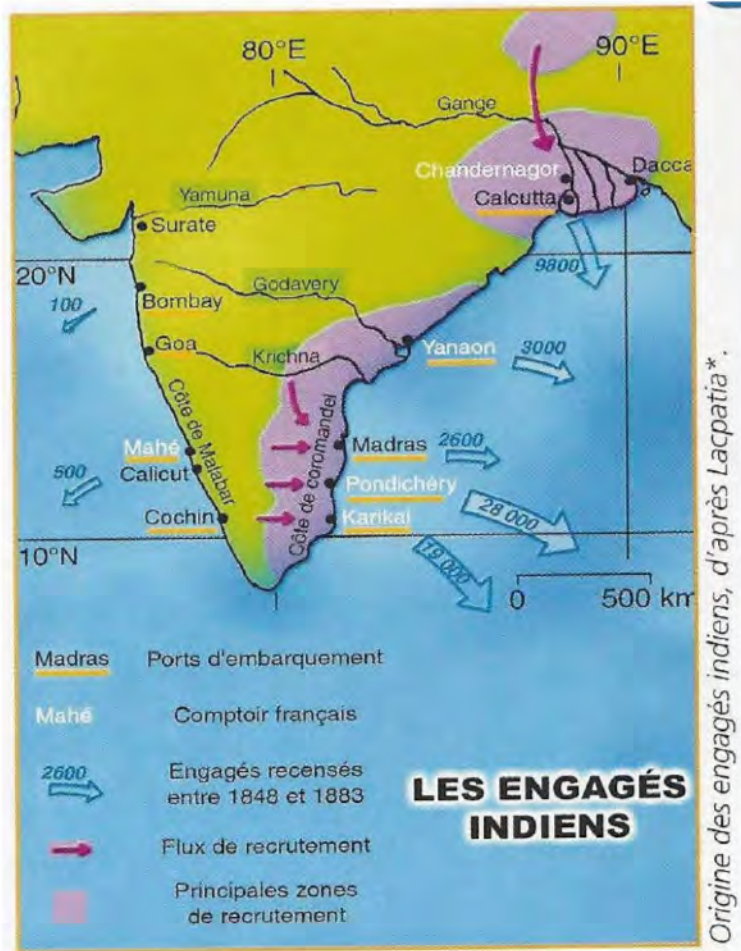 80°E
90°E
Gange
Chandernagor
Dacca
Calcutta
Yamuna
Surate
20°N
9800
Godavery
100
Bombay
Goa
Krichna
Yanaon
3000
Côte de Malabar
Côte de coromandel
Mahé
Madras
2600
Calicut
500
Pondichéry
28 000
Cochin
Karikal
10°N
19 000
0
500 km
Madras
Ports d'embarquement
Mahé
Comptoir français
2600
Engagés recensés
entre 1848 et 1883
Flux de recrutement
Principales zones
de recrutement
LES ENGAGÉS
INDIENS
Origine des engagés indiens, d'après Lacpatia*.